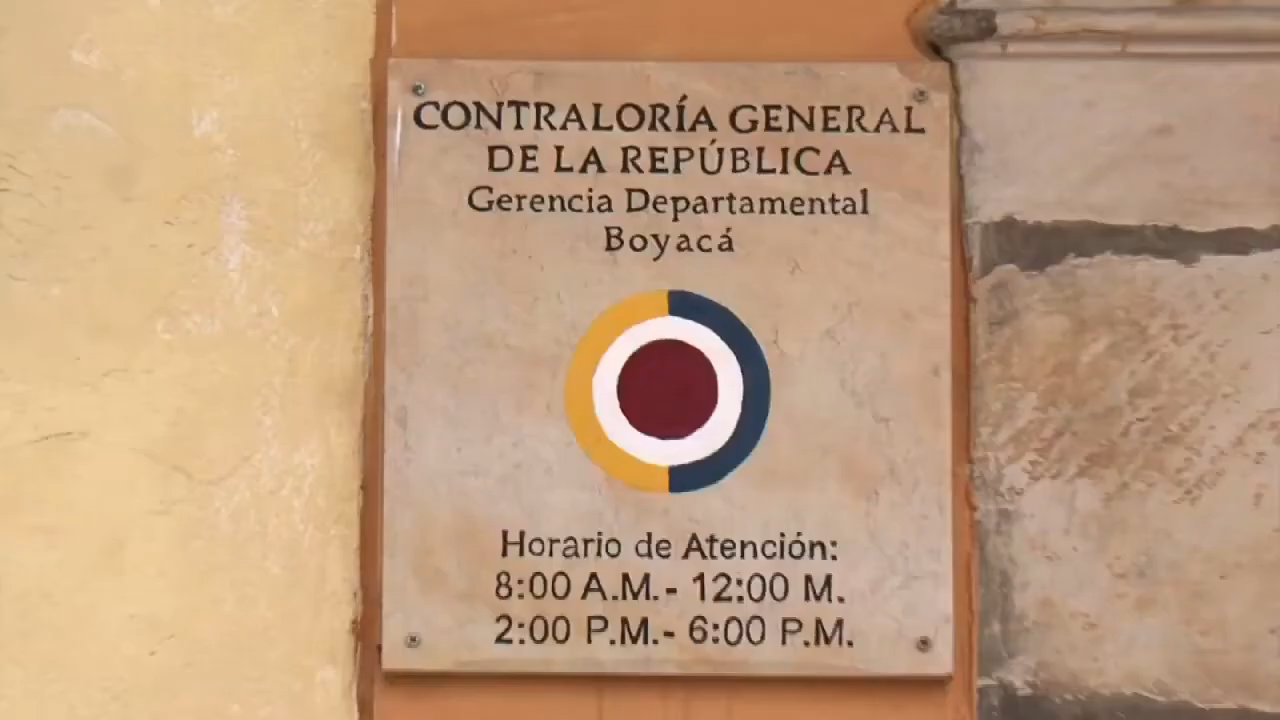 CONTRALORÍA GENERAL
DE LA REPÚBLICA
Gerencia Departamental
Boyacá
Horario de Atención:
8:00 A.M.- 12:00 M.
2:00 P.M.- 6:00 P.M.